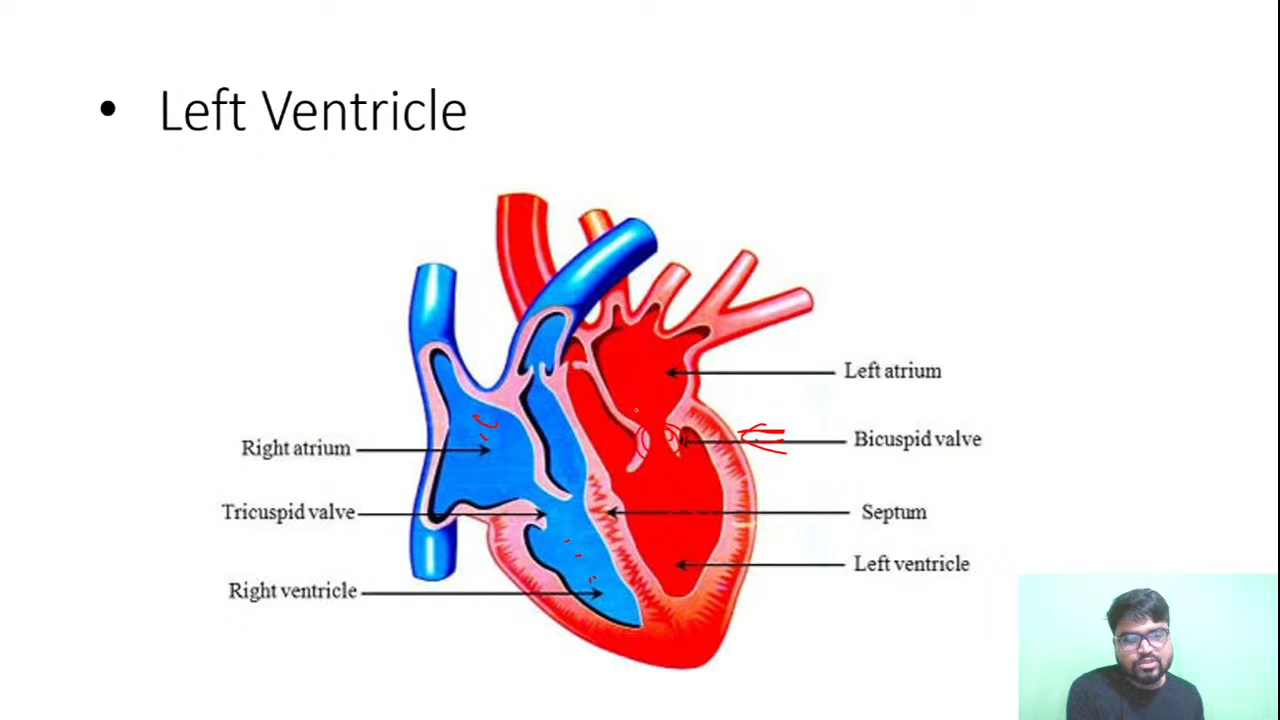 • Left Ventricle
Left atrium
Bicuspid valve
Right atrium
Tricuspid valve
Septum
Left ventricle
Right ventricle